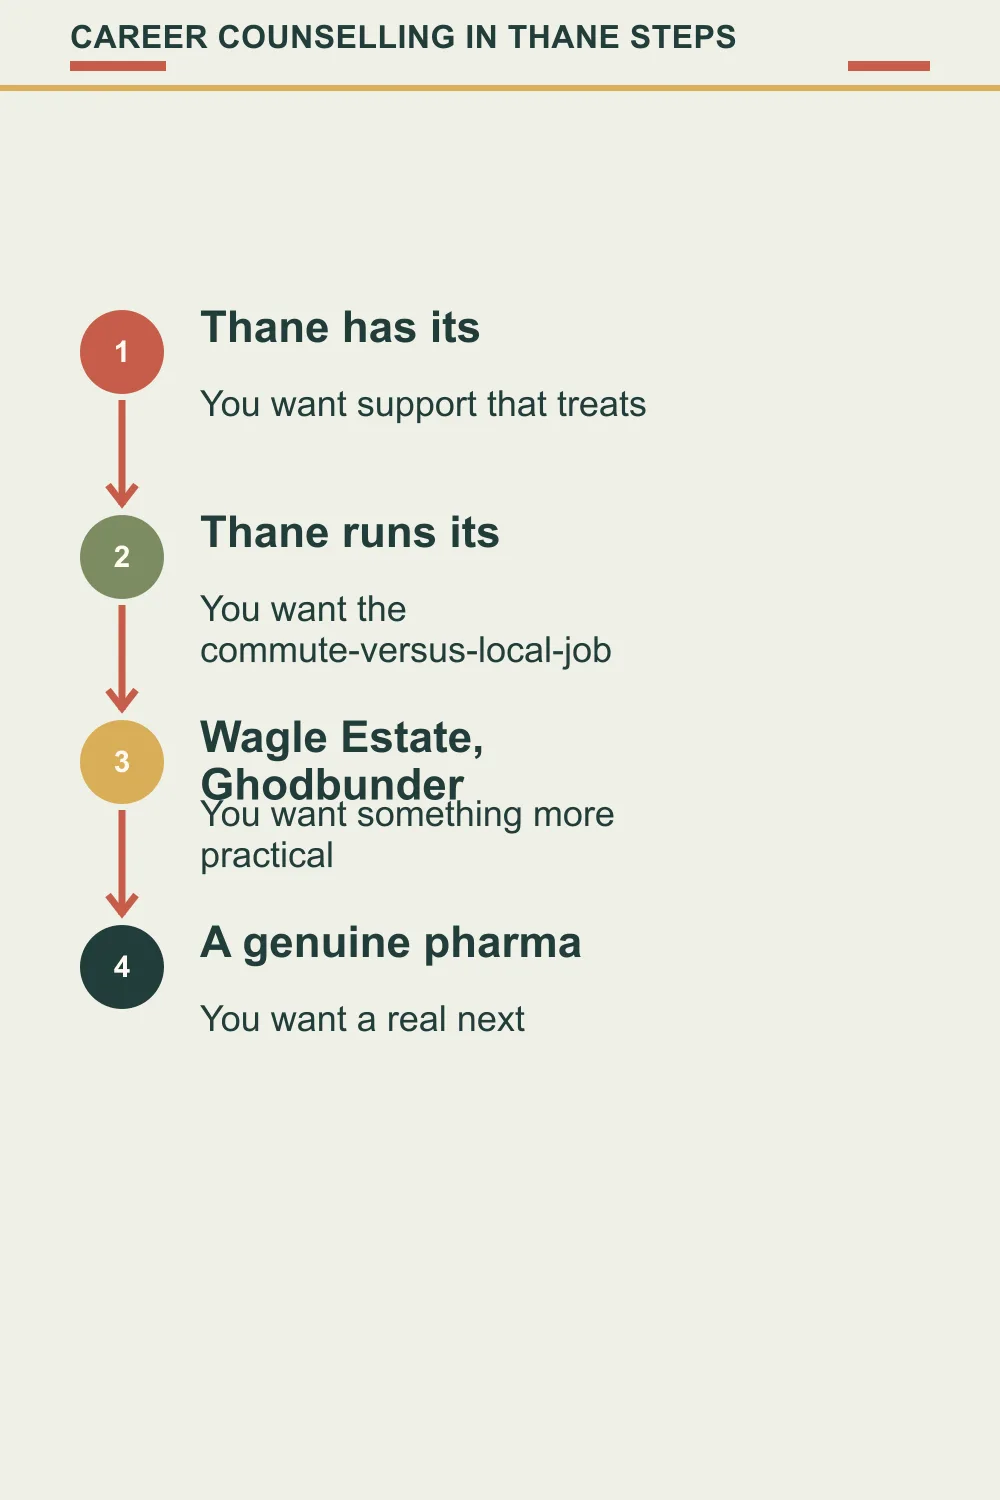 CAREER COUNSELLING IN THANE STEPS
1
Thane has its
You want support that treats
2
Thane runs its
You want the
commute-versus-local-job
3
Wagle Estate,
Ghodbunder
You want something more
practical
4
A genuine pharma
You want a real next